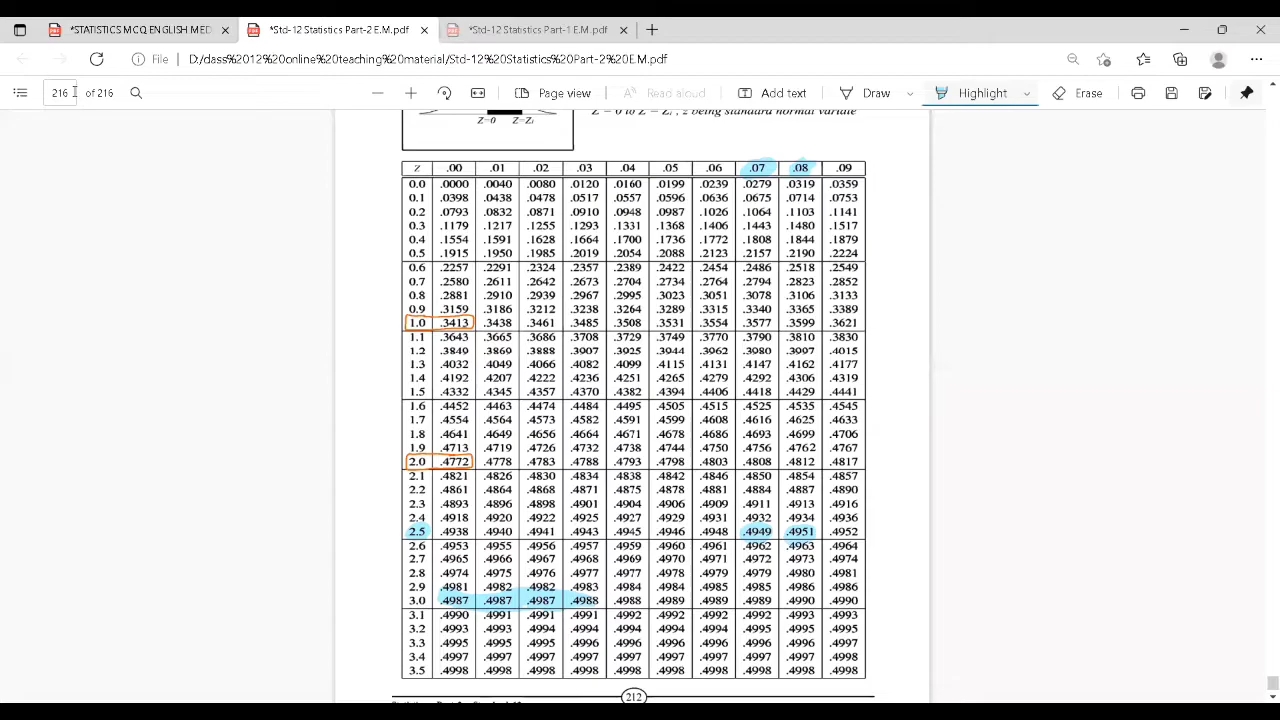 *STATISTICS MCQ ENGLISH MED
*Std-12 Statistics Part-2 E.M.pdf
*Std-12 Statistics Part-1 E.M.pdf
File D:/class%2012%20online%20teaching%20material/Std-12%20Statistics%20Part-2%20E.M.pdf
216 of 216 Page view Read aloud Add text Draw Highlight Erase
Z=0 Z=Z
Z = 0 to Z = Z , z being standard normal variate
Z .00 .01 .02 .03 .04 .05 .06 .07 .08 .09
0.0 .0000 .0040 .0080 .0120 .0160 .0199 .0239 .0279 .0319 .0359
0.1 .0398 .0438 .0478 .0517 .0557 .0596 .0636 .0675 .0714 .0753
0.2 .0793 .0832 .0871 .0910 .0948 .0987 .1026 .1064 .1103 .1141
0.3 .1179 .1217 .1255 .1293 .1331 .1368 .1406 .1443 .1480 .1517
0.4 .1554 .1591 .1628 .1664 .1700 .1736 .1772 .1808 .1844 .1879
0.5 .1915 .1950 .1985 .2019 .2054 .2088 .2123 .2157 .2190 .2224
0.6 .2257 .2291 .2324 .2357 .2389 .2422 .2454 .2486 .2518 .2549
0.7 .2580 .2611 .2642 .2673 .2704 .2734 .2764 .2794 .2823 .2852
0.8 .2881 .2910 .2939 .2967 .2995 .3023 .3051 .3078 .3106 .3133
0.9 .3159 .3186 .3212 .3238 .3264 .3289 .3315 .3340 .3365 .3389
1.0 .3413 .3438 .3461 .3485 .3508 .3531 .3554 .3577 .3599 .3621
1.1 .3643 .3665 .3686 .3708 .3729 .3749 .3770 .3790 .3810 .3830
1.2 .3849 .3869 .3888 .3907 .3925 .3944 .3962 .3980 .3997 .4015
1.3 .4032 .4049 .4066 .4082 .4099 .4115 .4131 .4147 .4162 .4177
1.4 .4192 .4207 .4222 .4236 .4251 .4265 .4279 .4292 .4306 .4319
1.5 .4332 .4345 .4357 .4370 .4382 .4394 .4406 .4418 .4429 .4441
1.6 .4452 .4463 .4474 .4484 .4495 .4505 .4515 .4525 .4535 .4545
1.7 .4554 .4564 .4573 .4582 .4591 .4599 .4608 .4616 .4625 .4633
1.8 .4641 .4649 .4656 .4664 .4671 .4678 .4686 .4693 .4699 .4706
1.9 .4713 .4719 .4726 .4732 .4738 .4744 .4750 .4756 .4762 .4767
2.0 .4772 .4778 .4783 .4788 .4793 .4798 .4803 .4808 .4812 .4817
2.1 .4821 .4826 .4830 .4834 .4838 .4842 .4846 .4850 .4854 .4857
2.2 .4861 .4864 .4868 .4871 .4875 .4878 .4881 .4884 .4887 .4890
2.3 .4893 .4896 .4898 .4901 .4904 .4906 .4909 .4911 .4913 .4916
2.4 .4918 .4920 .4922 .4925 .4927 .4929 .4931 .4932 .4934 .4936
2.5 .4938 .4940 .4941 .4943 .4945 .4946 .4948 .4949 .4951 .4952
2.6 .4953 .4955 .4956 .4957 .4959 .4960 .4961 .4962 .4963 .4964
2.7 .4965 .4966 .4967 .4968 .4969 .4970 .4971 .4972 .4973 .4974
2.8 .4974 .4975 .4976 .4977 .4977 .4978 .4979 .4979 .4980 .4981
2.9 .4981 .4982 .4982 .4983 .4984 .4984 .4985 .4985 .4986 .4986
3.0 .4987 .4987 .4987 .4988 .4988 .4989 .4989 .4989 .4990 .4990
3.1 .4990 .4991 .4991 .4991 .4992 .4992 .4992 .4992 .4993 .4993
3.2 .4993 .4993 .4994 .4994 .4994 .4994 .4994 .4995 .4995 .4995
3.3 .4995 .4995 .4995 .4996 .4996 .4996 .4996 .4996 .4996 .4997
3.4 .4997 .4997 .4997 .4997 .4997 .4997 .4997 .4997 .4997 .4998
3.5 .4998 .4998 .4998 .4998 .4998 .4998 .4998 .4998 .4998 .4998
212